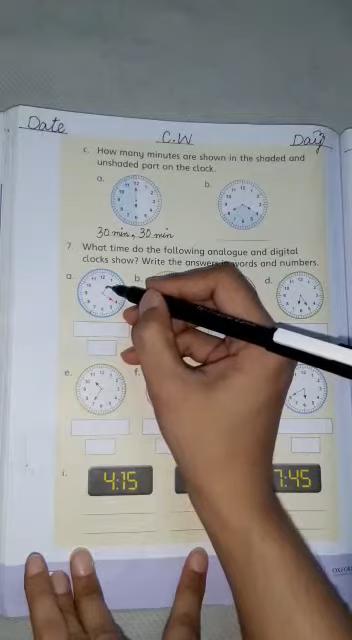 Date C.W Day
c. How many minutes are shown in the shaded and
unshaded part on the clock.
a. b.
30 min, 30 min
7. What time do the following analogue and digital
clocks show? Write the answers in words and numbers.
a. b. d.
e. f.
i. 4:15 7:45